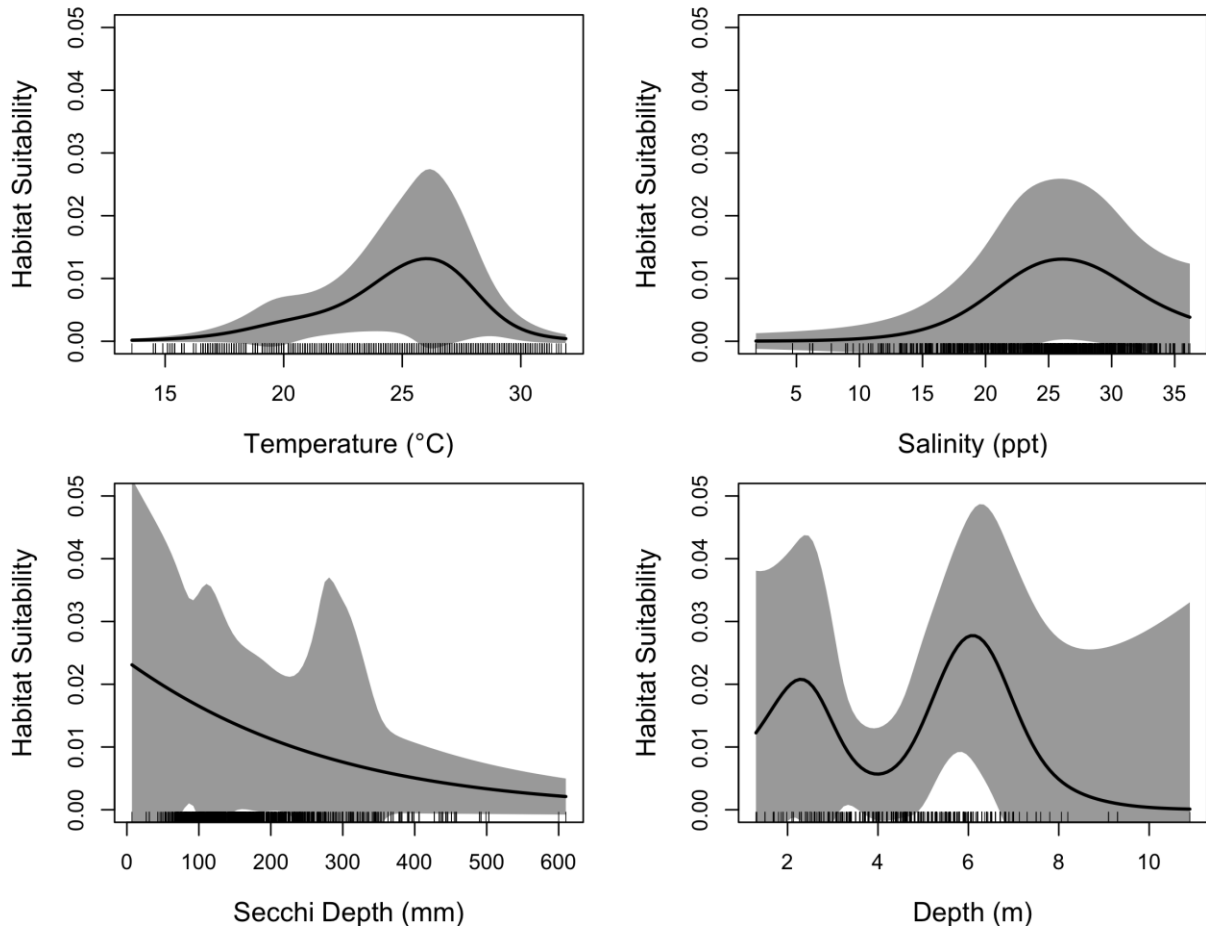 Habitat Suitability
0.00 0.01 0.02 0.03 0.04 0.05
15 20 25 30
Temperature (°C)
Habitat Suitability
0.00 0.01 0.02 0.03 0.04 0.05
5 10 15 20 25 30 35
Salinity (ppt)
Habitat Suitability
0.00 0.01 0.02 0.03 0.04 0.05
0 100 200 300 400 500 600
Secchi Depth (mm)
Habitat Suitability
0.00 0.01 0.02 0.03 0.04 0.05
2 4 6 8 10
Depth (m)